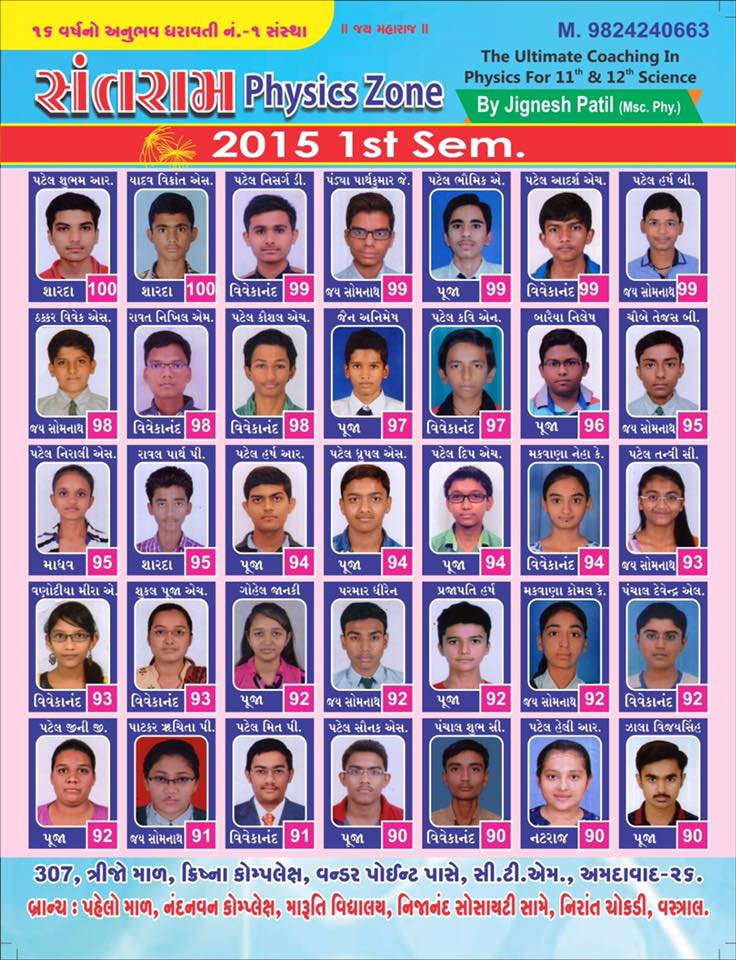 ૧૬ વર્ષનો અનુભવ ધરાવતી નં.-૧ સંસ્થા
॥ જય મહારાજ ॥
M. 9824240663
સંતરામ Physics Zone
The Ultimate Coaching In
Physics For 11th & 12th Science
By Jignesh Patil (Msc. Phy.)
2015 1st Sem.
પટેલ શુભમ આર. યાદવ વિક્રાંત એસ. પટેલ નિસર્ગ ડી. પંડ્યા પાર્થકુમાર જે. પટેલ ભૌમિક એ. પટેલ આદર્શ એચ. પટેલ હર્ષ બી.
શારદા 100 શારદા 100 વિવેકાનંદ 99 જય સોમનાથ 99 પૂજા 99 વિવેકાનંદ 99 જય સોમનાથ 99
ઠક્કર વિવેક એસ. રાવત નિખિલ એમ. પટેલ કૌશલ એચ. જૈન અનિમેષ પટેલ કવિ એન. બારૈયા નિલેષ ચૌબે તેજસ બી.
જય સોમનાથ 98 વિવેકાનંદ 98 વિવેકાનંદ 98 પૂજા 97 વિવેકાનંદ 97 પૂજા 96 જય સોમનાથ 95
પટેલ નિરાલી એસ. રાવલ પાર્થ પી. પટેલ હર્ષ આર. પટેલ ધ્રુપલ એસ. પટેલ દિપ એચ. મકવાણા નેહા કે. પટેલ તન્વી સી.
માધવ 95 શારદા 95 પૂજા 94 પૂજા 94 પૂજા 94 વિવેકાનંદ 94 જય સોમનાથ 93
વણોદીયા મીરા એ. શુકલ પૂજા એચ. ગોહેલ જાનકી પરમાર ધીરેન પ્રજાપતિ હર્ષ મકવાણા કોમલ કે. પંચાલ દેવેન્દ્ર એલ.
વિવેકાનંદ 93 વિવેકાનંદ 93 પૂજા 92 જય સોમનાથ 92 પૂજા 92 જય સોમનાથ 92 વિવેકાનંદ 92
પટેલ જીની જી. પાટકર ઋચિતા પી. પટેલ મિત પી. પટેલ સૌનક એસ. પંચાલ શુભ સી. પટેલ હેલી આર. ઝાલા વિજયસિંહ
પૂજા 92 જય સોમનાથ 91 વિવેકાનંદ 91 પૂજા 90 વિવેકાનંદ 90 નટરાજ 90 પૂજા 90
307, ત્રીજો માળ, ક્રિષ્ના કોમ્પલેક્ષ, વન્ડર પોઈન્ટ પાસે, સી.ટી.એમ., અમદાવાદ-૨૬.
બ્રાન્ચ : પહેલો માળ, નંદનવન કોમ્પ્લેક્ષ, મારૂતિ વિદ્યાલય, નિજાનંદ સોસાયટી સામે, નિરાંત ચોકડી, વસ્ત્રાલ.